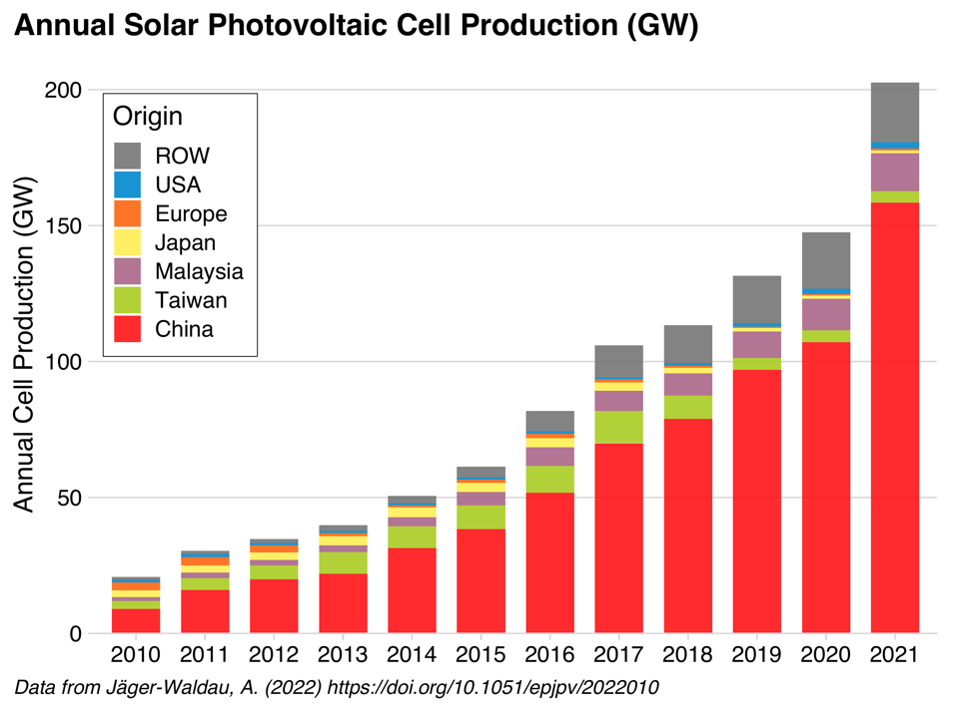 Annual Solar Photovoltaic Cell Production (GW)
Annual Cell Production (GW)
200
150
100
50
0
Origin
ROW
USA
Europe
Japan
Malaysia
Taiwan
China
2010 2011 2012 2013 2014 2015 2016 2017 2018 2019 2020 2021
Data from Jäger-Waldau, A. (2022) https://doi.org/10.1051/epjpv/2022010